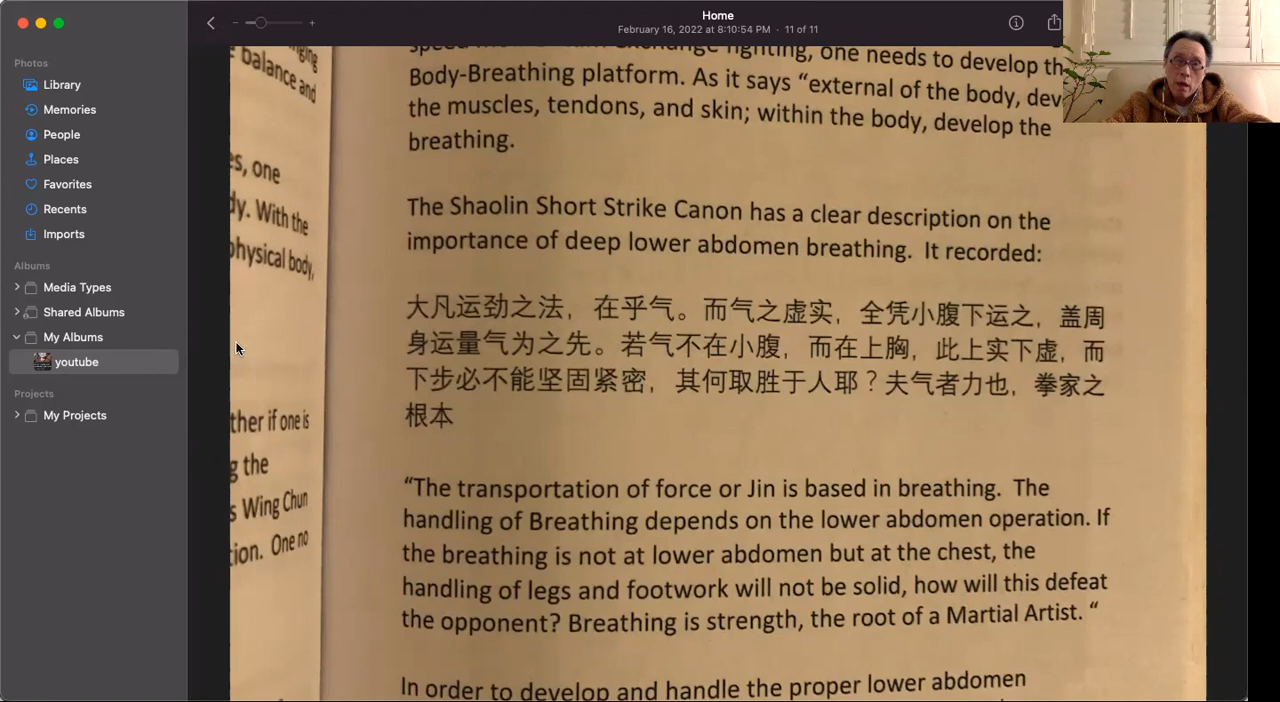 Home
February 16, 2022 at 8:10:54 PM · 11 of 11
Photos
Library
Memories
People
Places
Favorites
Recents
Imports
Albums
Media Types
Shared Albums
My Albums
youtube
Projects
My Projects
balance and
one
With the
physical body,
ther if one is
g the
Wing Chun
One no
fighting, one needs to develop
Body-Breathing platform. As it says “external of the body,
the muscles, tendons, and skin; within the body, develop the
breathing.
The Shaolin Short Strike Canon has a clear description on the
importance of deep lower abdomen breathing. It recorded:
大凡运劲之法，在乎气。而气之虚实，全凭小腹下运之，盖周
身运量气为之先。若气不在小腹，而在上胸，此上实下虚，而
下步必不能坚固紧密，其何取胜于人耶？夫气者力也，拳家之
根本
“The transportation of force or Jin is based in breathing. The
handling of Breathing depends on the lower abdomen operation. If
the breathing is not at lower abdomen but at the chest, the
handling of legs and footwork will not be solid, how will this defeat
the opponent? Breathing is strength, the root of a Martial Artist. “
In order to develop and handle the proper lower abdomen